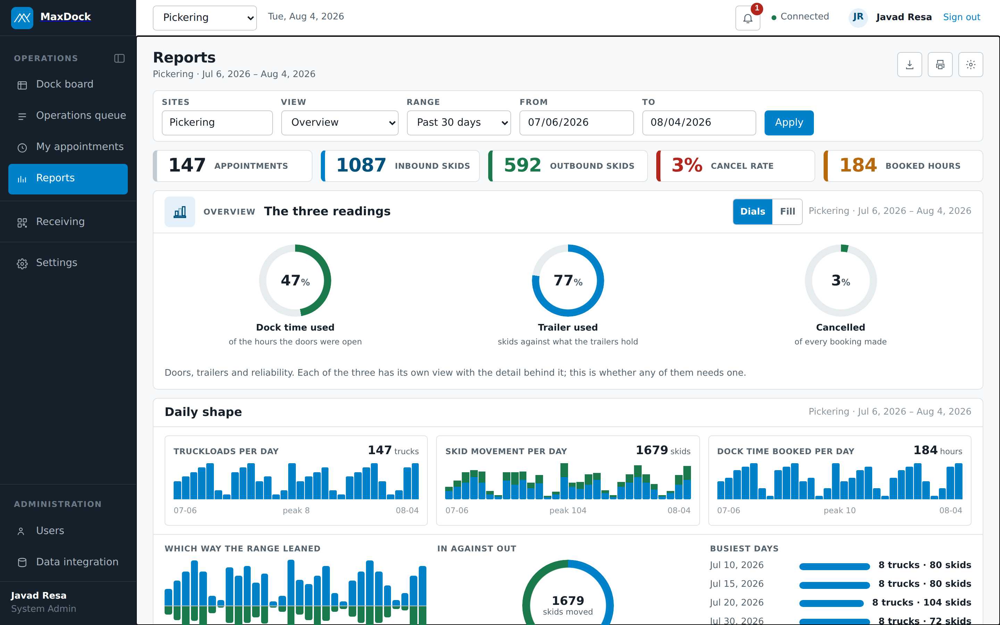 MaxDock
Pickering
Tue, Aug 4, 2026
1
Connected
JR
Javad Resa
Sign out
OPERATIONS
Dock board
Operations queue
My appointments
Reports
Receiving
Settings
ADMINISTRATION
Users
Data integration
Javad Resa
System Admin
Reports
Pickering · Jul 6, 2026 – Aug 4, 2026
SITES
VIEW
RANGE
FROM
TO
Pickering
Overview
Past 30 days
07/06/2026
08/04/2026
Apply
147 APPOINTMENTS
1087 INBOUND SKIDS
592 OUTBOUND SKIDS
3% CANCEL RATE
184 BOOKED HOURS
OVERVIEW The three readings
Dials
Fill
Pickering · Jul 6, 2026 – Aug 4, 2026
47%
Dock time used
of the hours the doors were open
77%
Trailer used
skids against what the trailers hold
3%
Cancelled
of every booking made
Doors, trailers and reliability. Each of the three has its own view with the detail behind it; this is whether any of them needs one.
Daily shape
Pickering · Jul 6, 2026 – Aug 4, 2026
TRUCKLOADS PER DAY
147 trucks
07-06
peak 8
08-04
SKID MOVEMENT PER DAY
1679 skids
07-06
peak 104
08-04
DOCK TIME BOOKED PER DAY
184 hours
07-06
peak 10
08-04
WHICH WAY THE RANGE LEANED
IN AGAINST OUT
1679
skids moved
BUSIEST DAYS
Jul 10, 2026
8 trucks · 80 skids
Jul 15, 2026
8 trucks · 80 skids
Jul 20, 2026
8 trucks · 104 skids
Jul 30, 2026
8 trucks · 72 skids